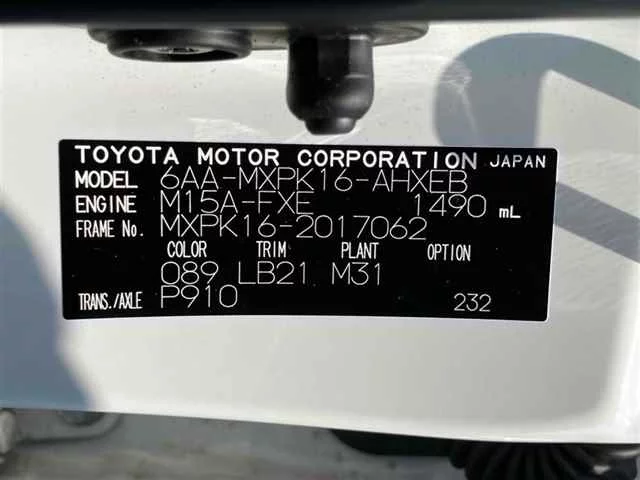 TOYOTA MOTOR CORPORATION JAPAN
MODEL 6AA-MXPK16-AHXEB
ENGINE M15A-FXE 1490 mL
FRAME No. MXPK16-2017062
COLOR TRIM PLANT OPTION
089 LB21 M31
TRANS./AXLE P910 232